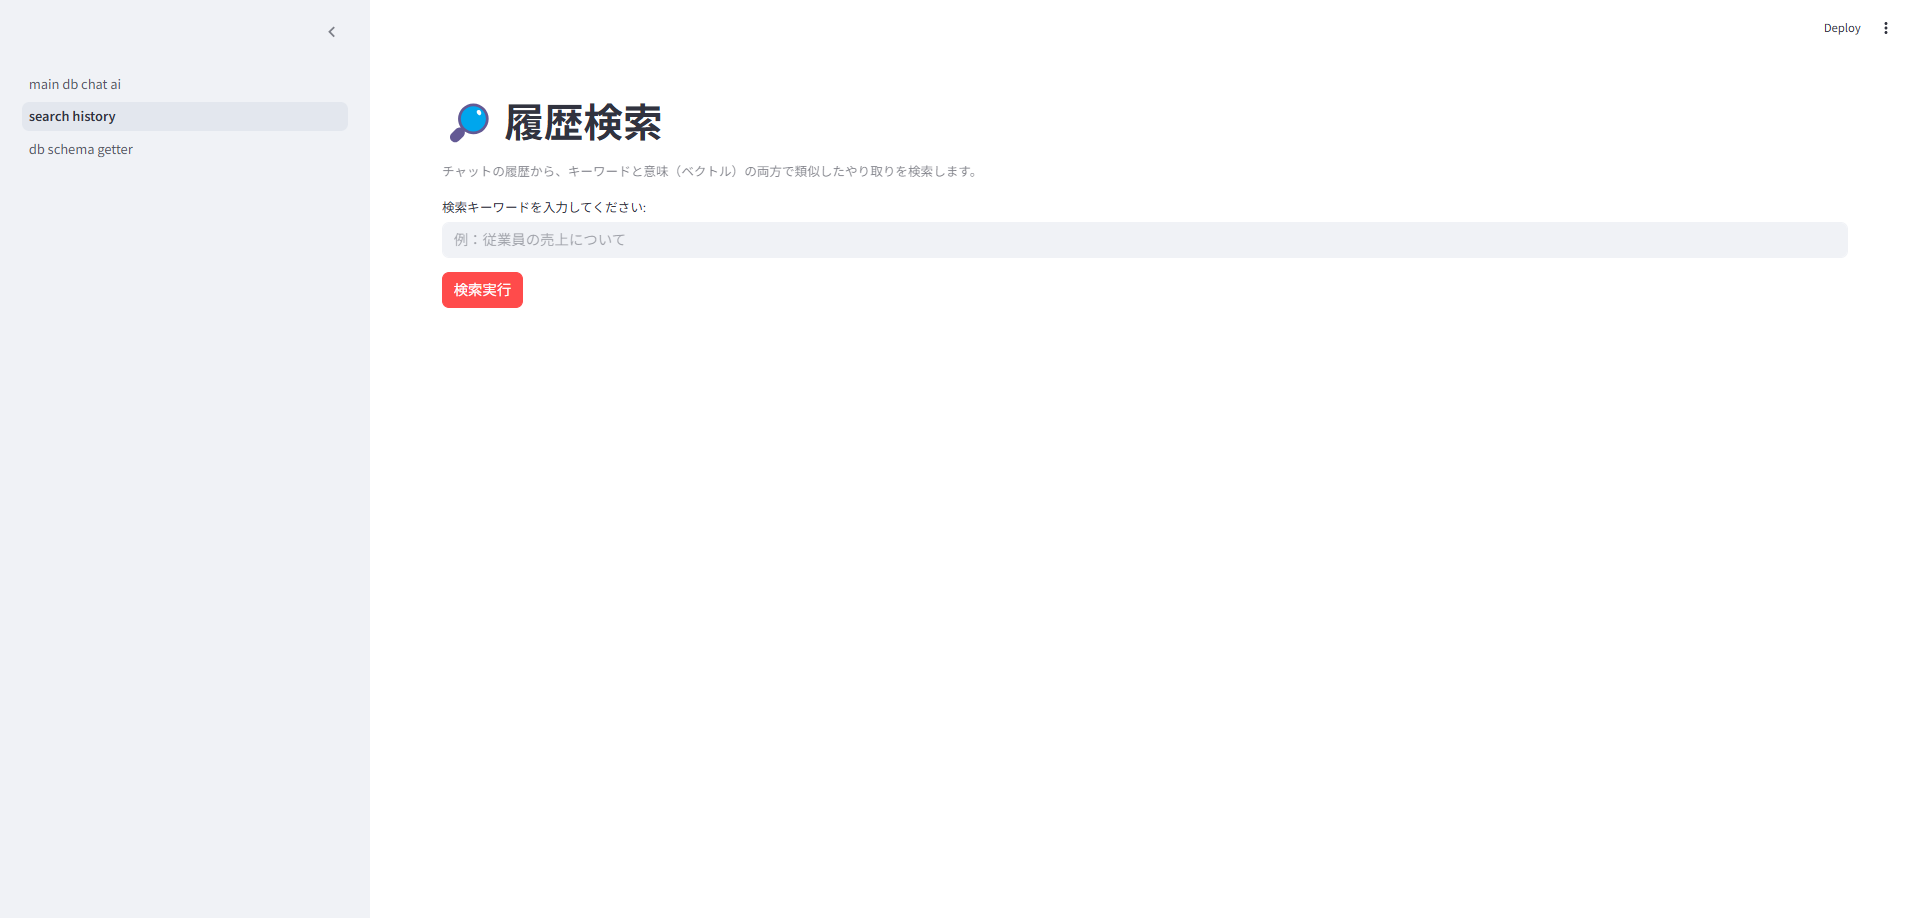 Deploy
main db chat ai
search history
db schema getter
履歴検索
チャットの履歴から、キーワードと意味（ベクトル）の両方で類似したやり取りを検索します。
検索キーワードを入力してください:
例：従業員の売上について
検索実行